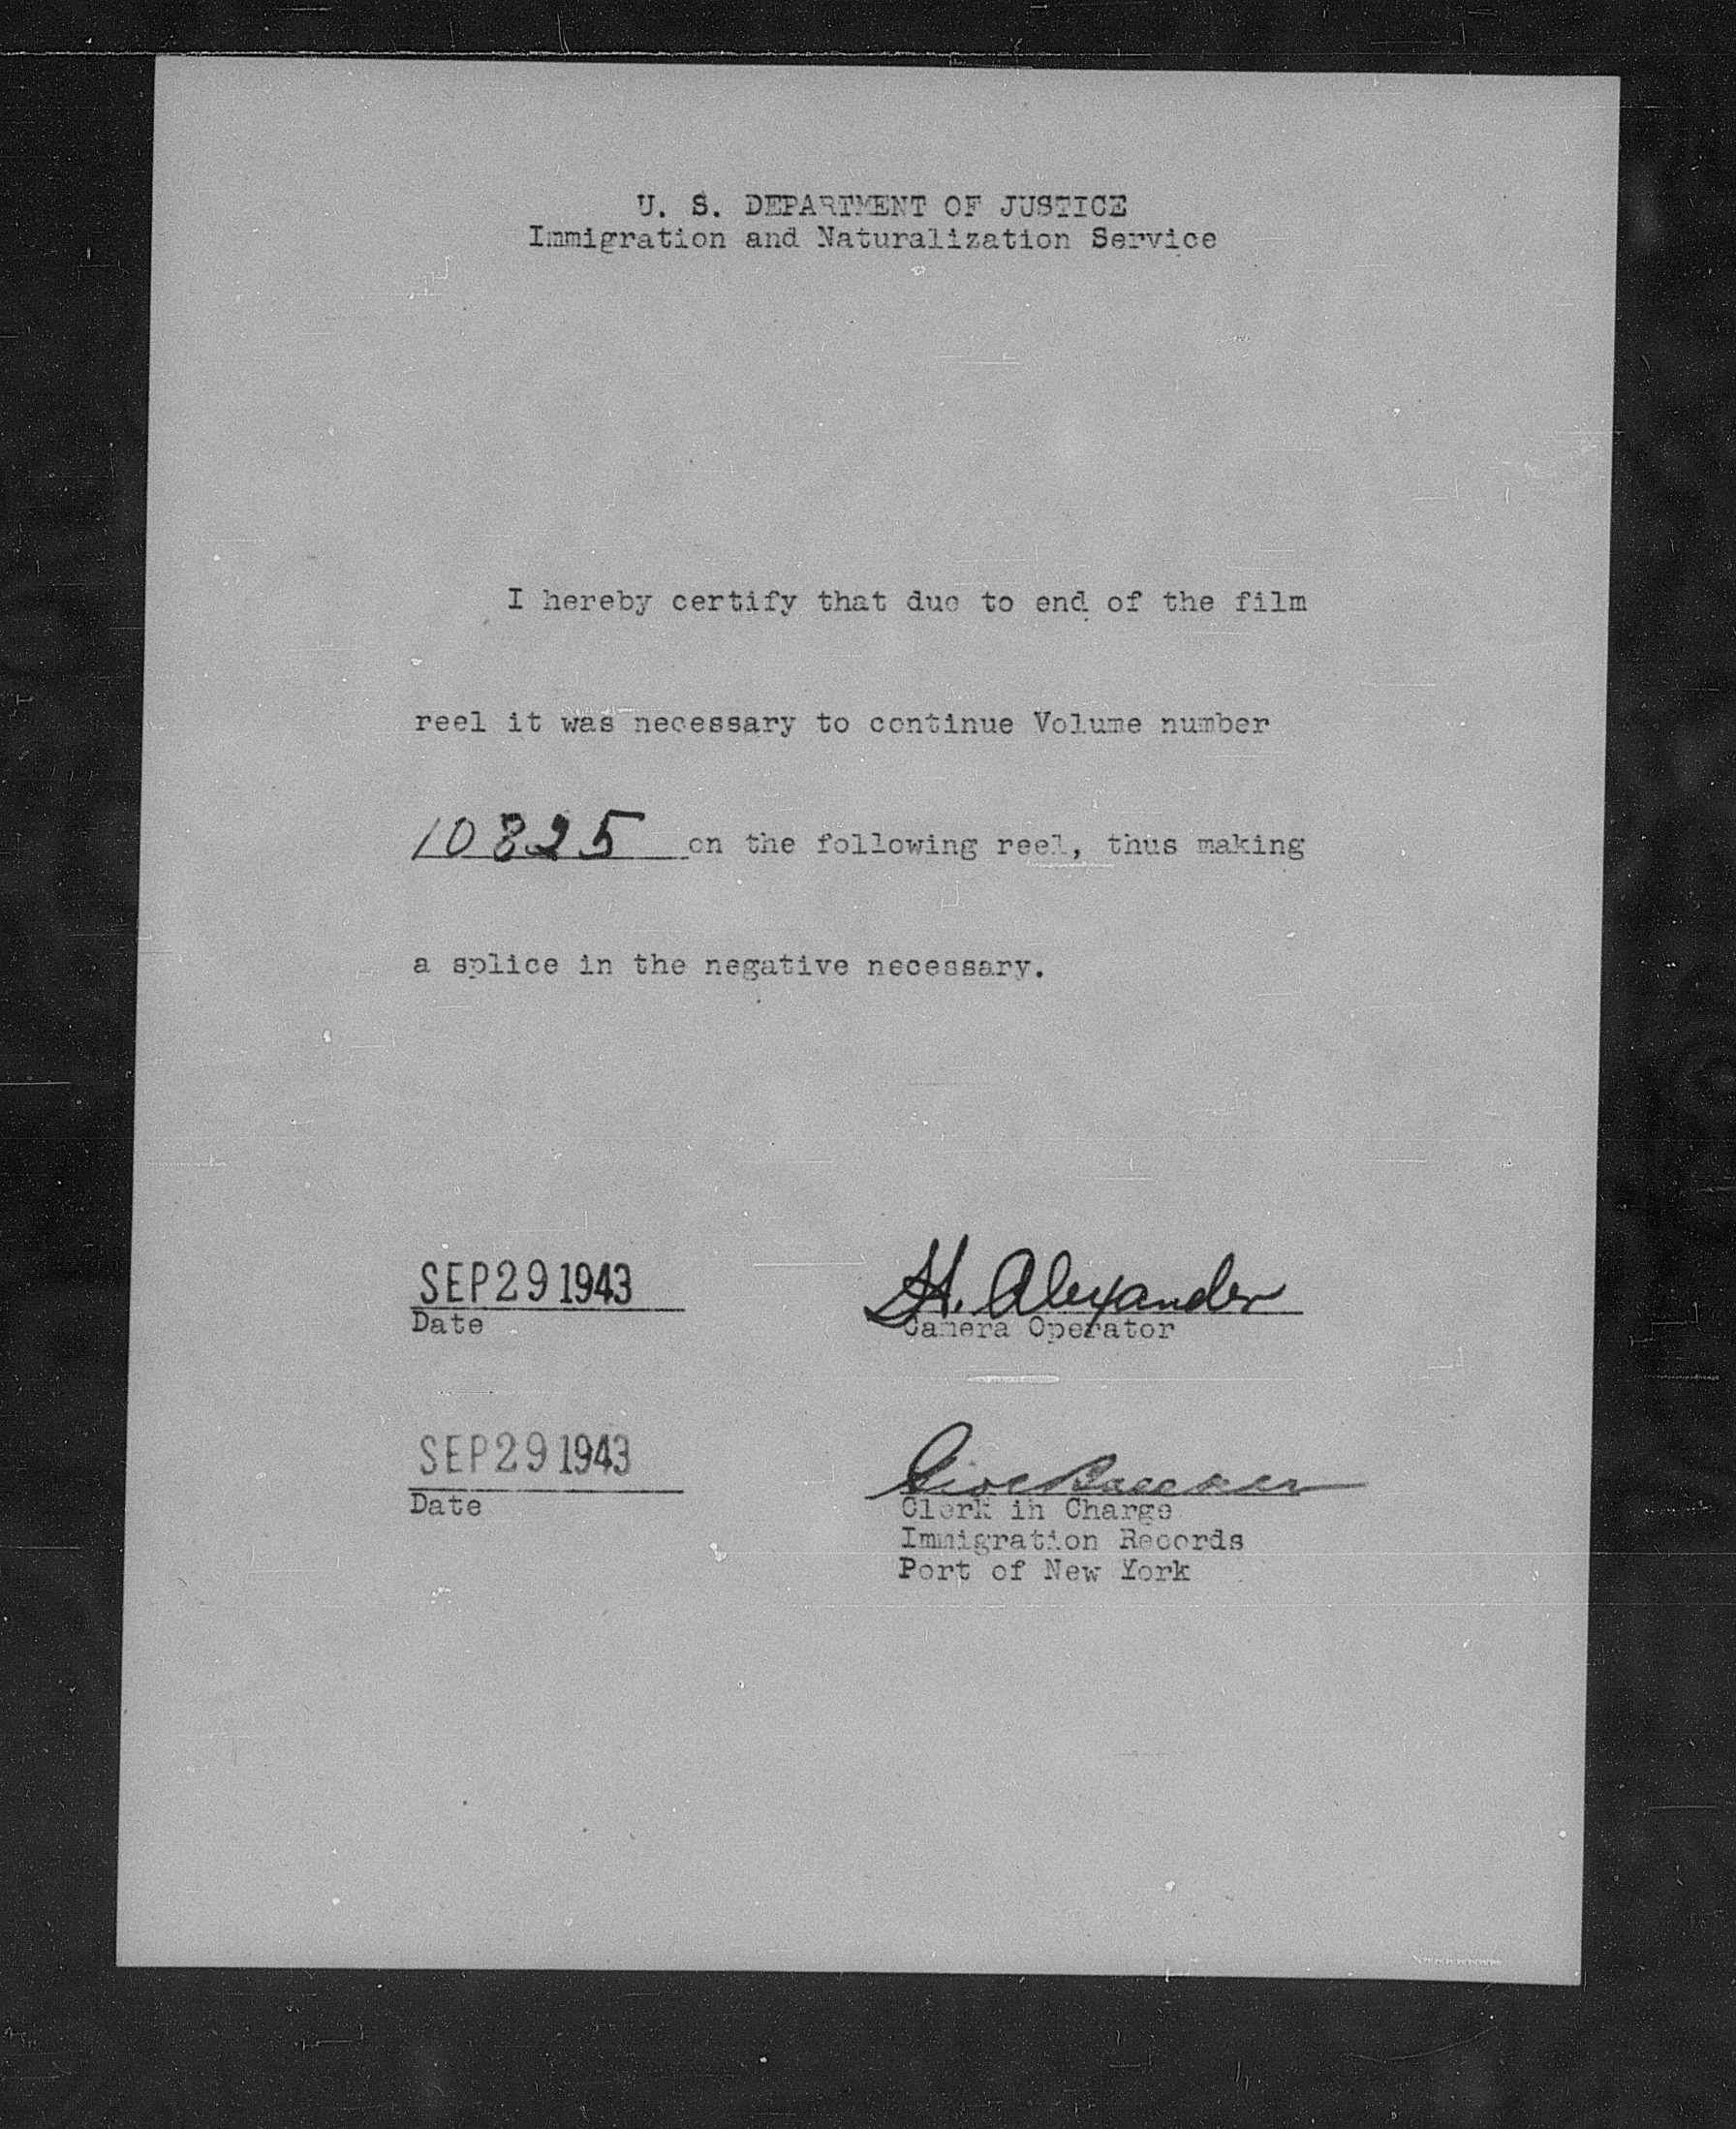 U. S. DEPARTMENT OF JUSTICE
Immigration and Naturalization Service
I hereby certify that due to end of the film
reel it was necessary to continue Volume number
10825 on the following reel, thus making
a splice in the negative necessary.
SEP 29 1943
Date
H. Alexander
Camera Operator
SEP 29 1943
Date
Clerk in Charge
Immigration Records
Port of New York